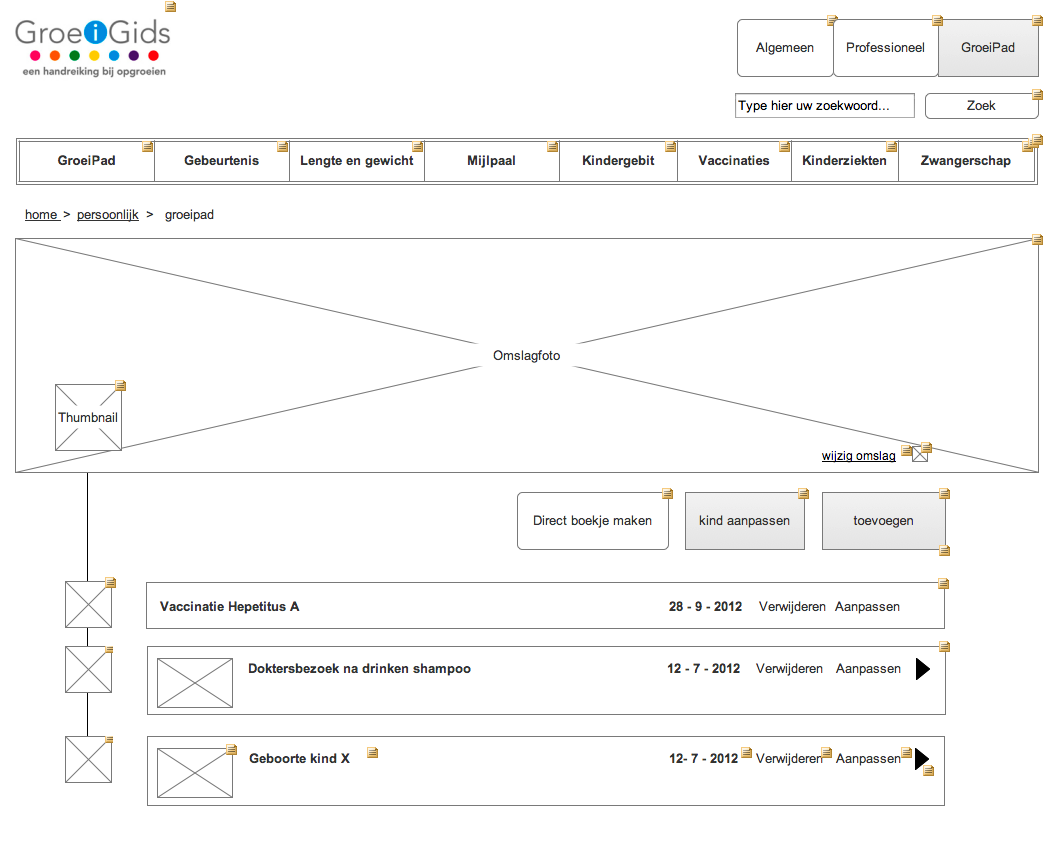 GroeiGids
een handreiking bij opgroeien
Algemeen
Professioneel
GroeiPad
Type hier uw zoekwoord...
Zoek
GroeiPad
Gebeurtenis
Lengte en gewicht
Mijlpaal
Kindergebit
Vaccinaties
Kinderziekten
Zwangerschap
home > persoonlijk > groeipad
Omslagfoto
Thumbnail
wijzig omslag
Direct boekje maken
kind aanpassen
toevoegen
Vaccinatie Hepetitus A 28 - 9 - 2012 Verwijderen Aanpassen
Doktersbezoek na drinken shampoo 12 - 7 - 2012 Verwijderen Aanpassen
Geboorte kind X 12- 7 - 2012 Verwijderen Aanpassen